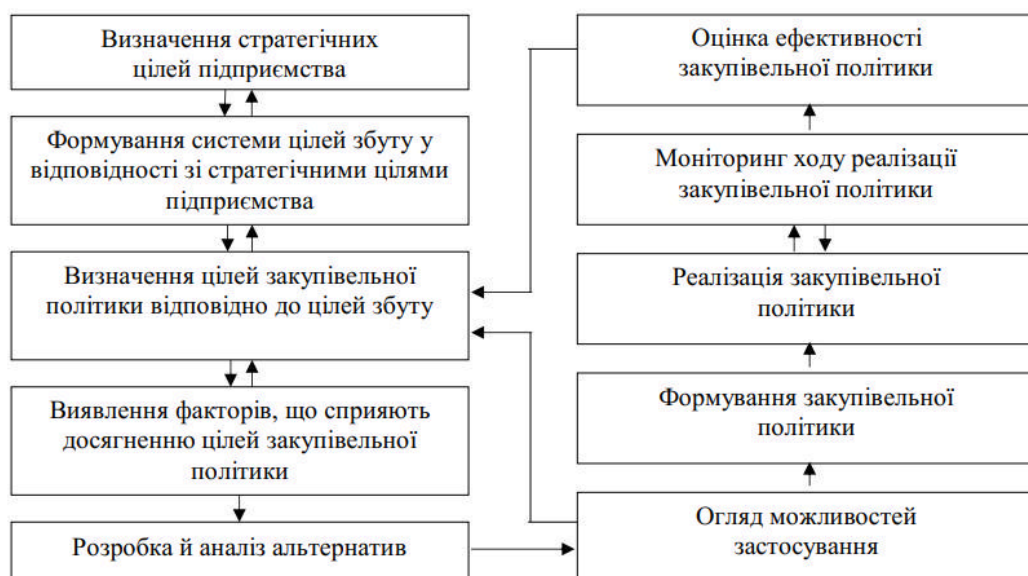 Визначення стратегічних
цілей підприємства
Формування системи цілей збуту у
відповідності зі стратегічними цілями
підприємства
Визначення цілей закупівельної
політики відповідно до цілей збуту
Виявлення факторів, що сприяють
досягненню цілей закупівельної
політики
Розробка й аналіз альтернатив
Оцінка ефективності
закупівельної політики
Моніторинг ходу реалізації
закупівельної політики
Реалізація закупівельної
політики
Формування закупівельної
політики
Огляд можливостей
застосування